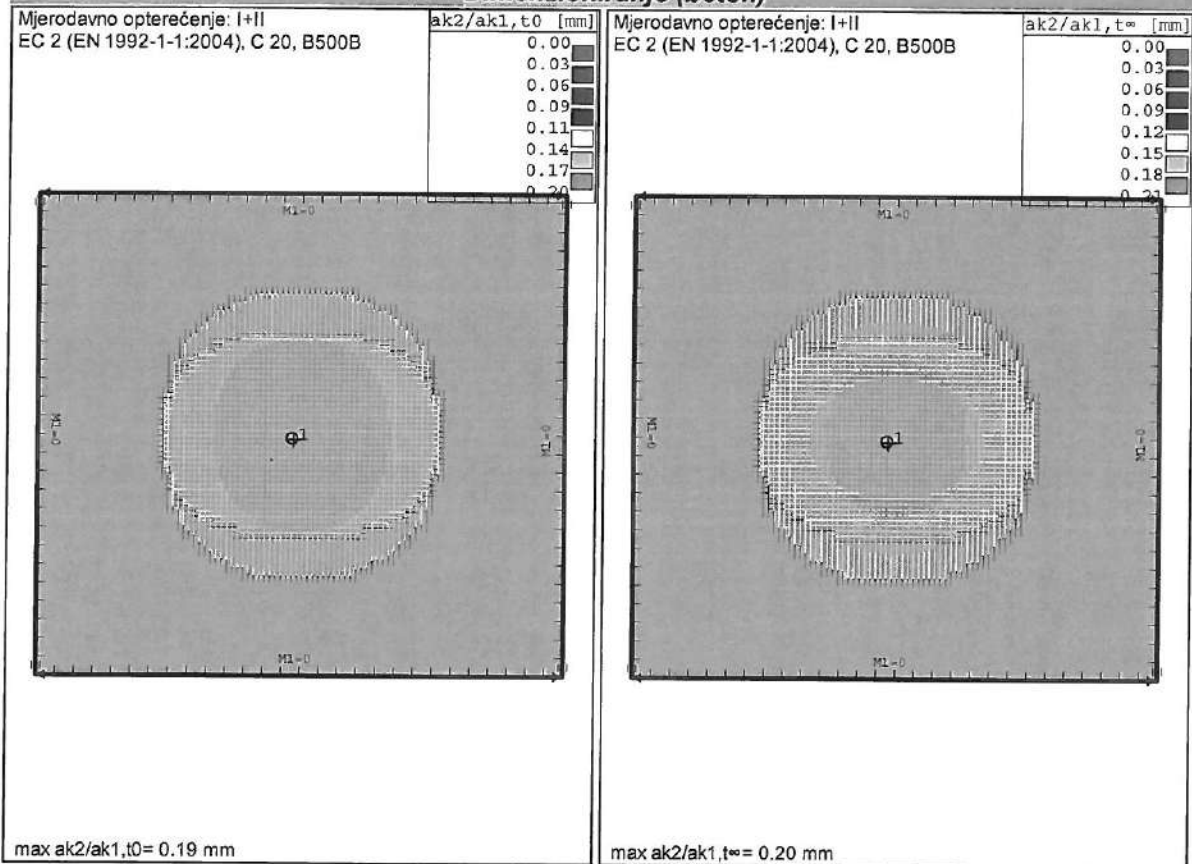 (beton)
Mjerodavno opterećenje: I+II
EC 2 (EN 1992-1-1:2004), C 20, B500B
ak2/ak1,t0 [mm]
0.00
0.03
0.06
0.09
0.11
0.14
0.17
0.20
M1-0
M1-0
1
M1-0
M1-0
max ak2/ak1,t0= 0.19 mm
Mjerodavno opterećenje: I+II
EC 2 (EN 1992-1-1:2004), C 20, B500B
ak2/ak1,t∞ [mm]
0.00
0.03
0.06
0.09
0.12
0.15
0.18
0.21
M1-0
M1-0
1
M1-0
M1-0
max ak2/ak1,t∞= 0.20 mm